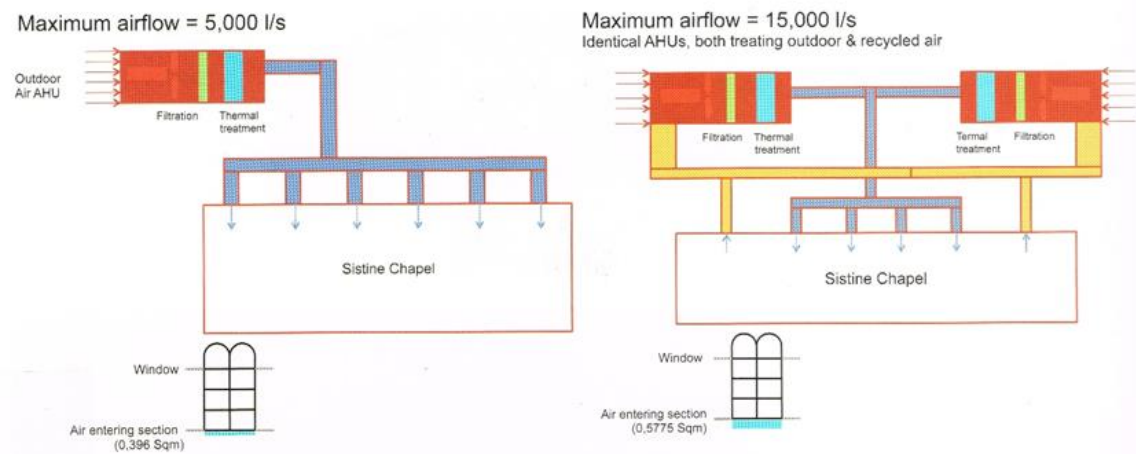 Maximum airflow = 5,000 l/s
Outdoor
Air AHU
Filtration
Thermal
treatment
Sistine Chapel
Window
Air entering section
(0,396 Sqm)
Maximum airflow = 15,000 l/s
Identical AHUs, both treating outdoor & recycled air
Filtration
Thermal
treatment
Termal
treatment
Filtration
Sistine Chapel
Window
Air entering section
(0,5775 Sqm)